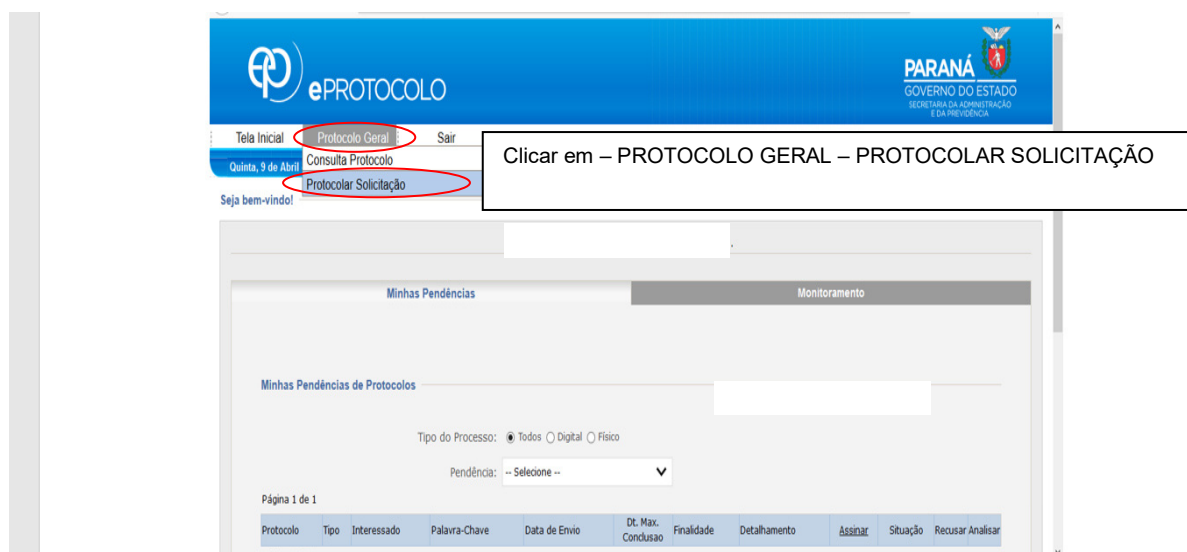 ep ePROTOCOLO
PARANÁ
GOVERNO DO ESTADO
SECRETARIA DA ADMINISTRAÇÃO
E DA PREVIDÊNCIA
Tela Inicial Protocolo Geral Sair
Quinta, 9 de Abril
Consulta Protocolo
Protocolar Solicitação
Clicar em – PROTOCOLO GERAL – PROTOCOLAR SOLICITAÇÃO
Seja bem-vindo!
Minhas Pendências Monitoramento
Minhas Pendências de Protocolos
Tipo do Processo: Todos Digital Físico
Pendência: -- Selecione --
Página 1 de 1
Protocolo Tipo Interessado Palavra-Chave Data de Envio Dt. Max. Conclusao Finalidade Detalhamento Assinar Situação Recusar Analisar